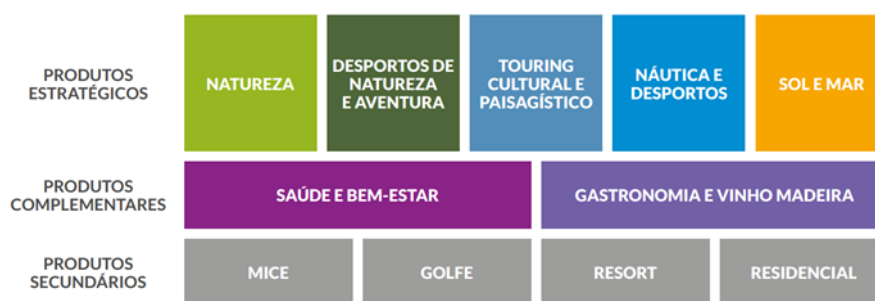 PRODUTOS
ESTRATÉGICOS
NATUREZA
DESPORTOS DE
NATUREZA
E AVENTURA
TOURING
CULTURAL E
PAISAGÍSTICO
NÁUTICA E
DESPORTOS
SOL E MAR
PRODUTOS
COMPLEMENTARES
SAÚDE E BEM-ESTAR
GASTRONOMIA E VINHO MADEIRA
PRODUTOS
SECUNDÁRIOS
MICE
GOLFE
RESORT
RESIDENCIAL